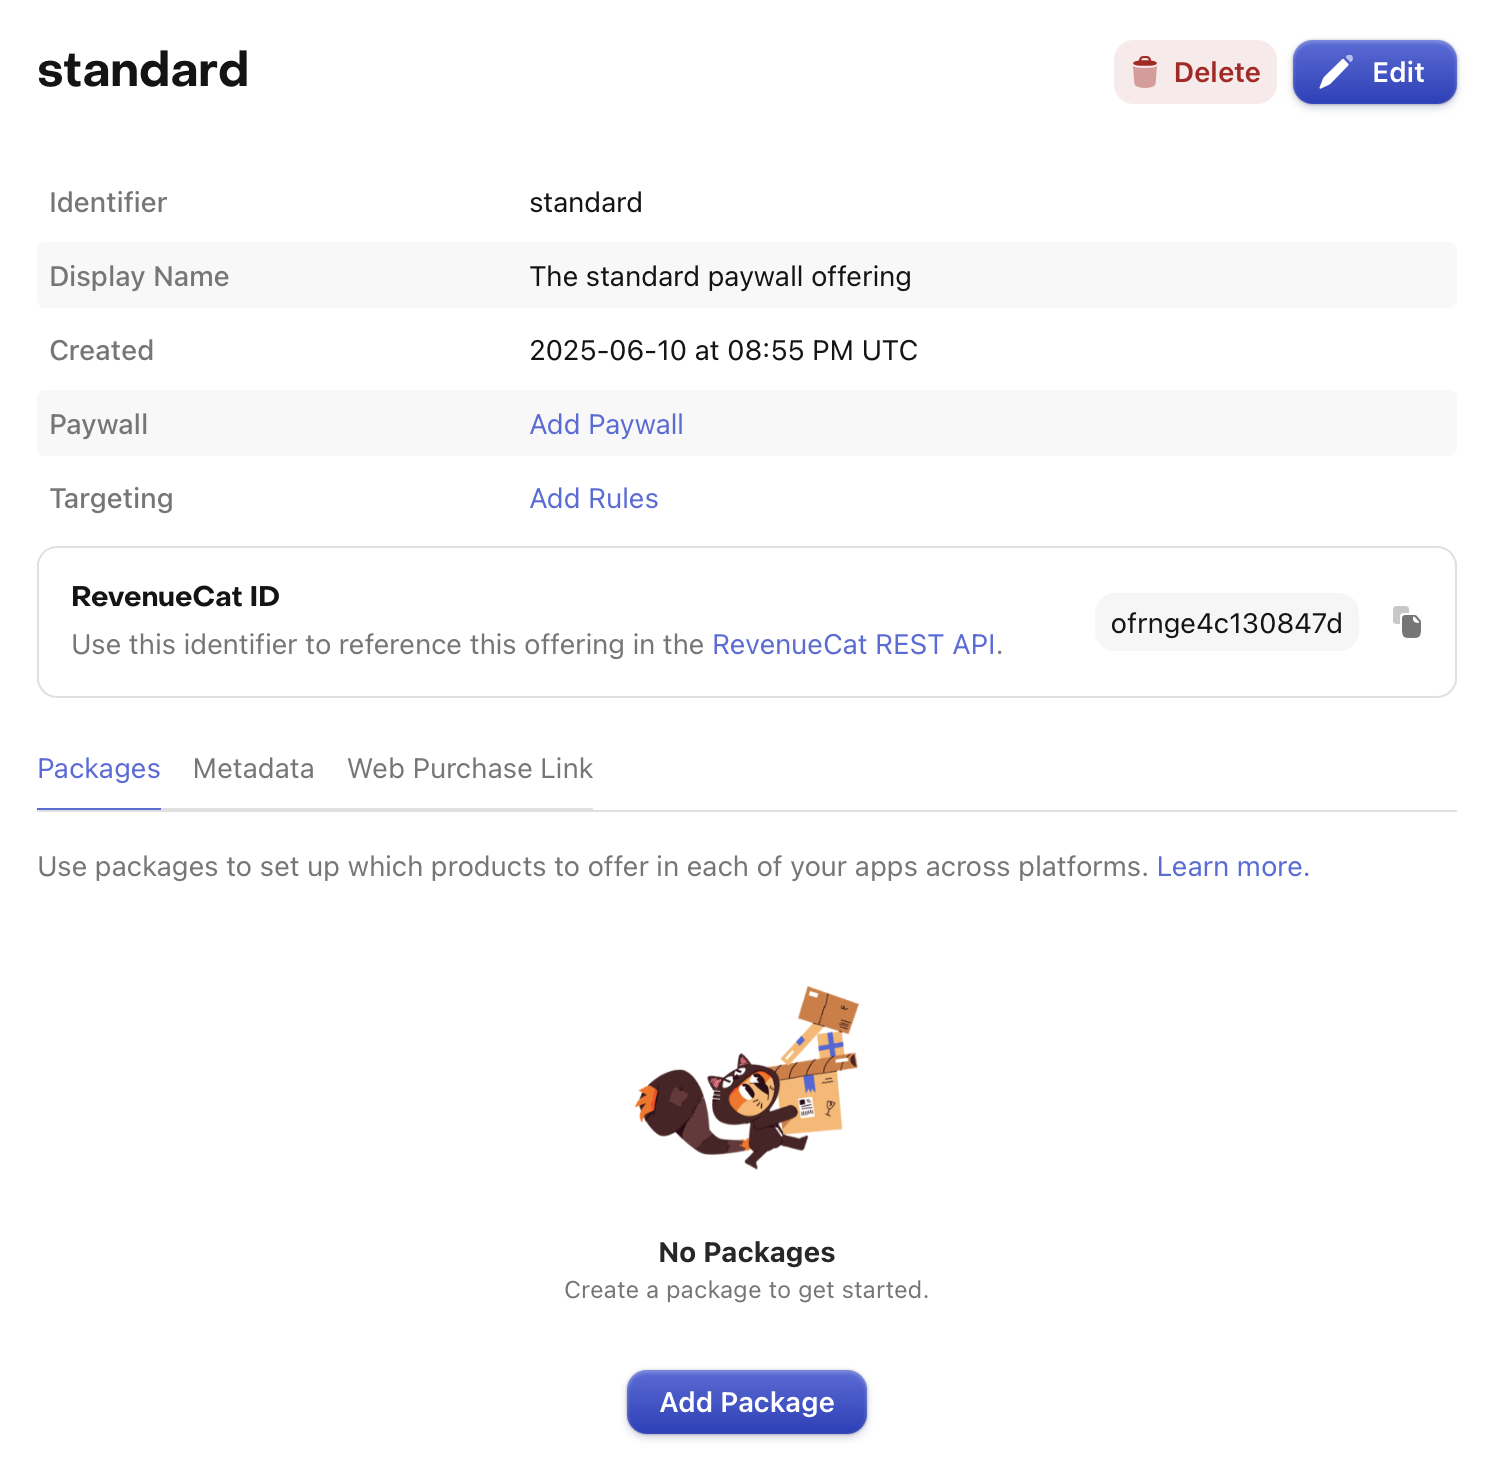 standard
Delete
Edit
Identifier standard
Display Name The standard paywall offering
Created 2025-06-10 at 08:55 PM UTC
Paywall Add Paywall
Targeting Add Rules
RevenueCat ID
Use this identifier to reference this offering in the RevenueCat REST API.
ofrnge4c130847d
Packages Metadata Web Purchase Link
Use packages to set up which products to offer in each of your apps across platforms. Learn more.
No Packages
Create a package to get started.
Add Package